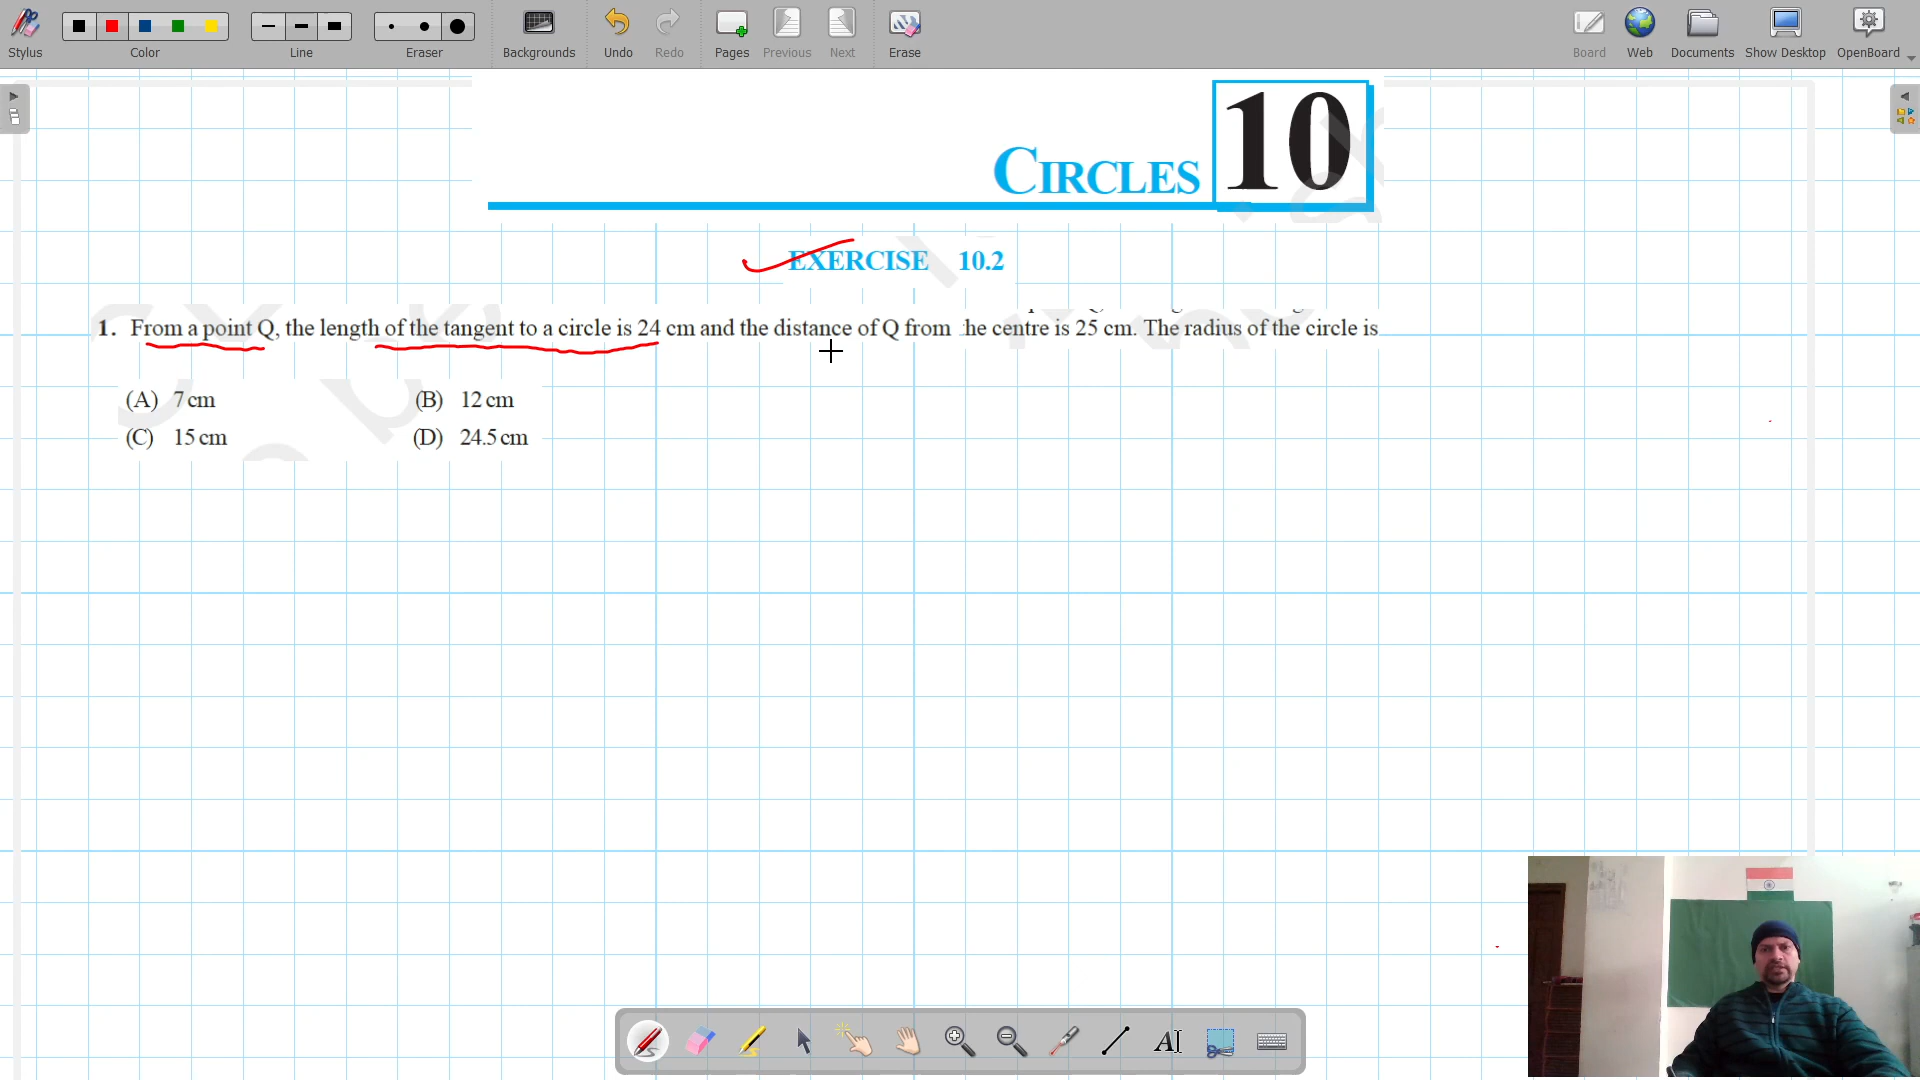 Stylus
Color
Line
Eraser
Backgrounds
Undo
Redo
Pages
Previous
Next
Erase
Board
Web
Documents
Show Desktop
OpenBoard
CIRCLES 10
EXERCISE 10.2
1. From a point Q, the length of the tangent to a circle is 24 cm and the distance of Q from he centre is 25 cm. The radius of the circle is
(A) 7 cm (B) 12 cm
(C) 15 cm (D) 24.5 cm